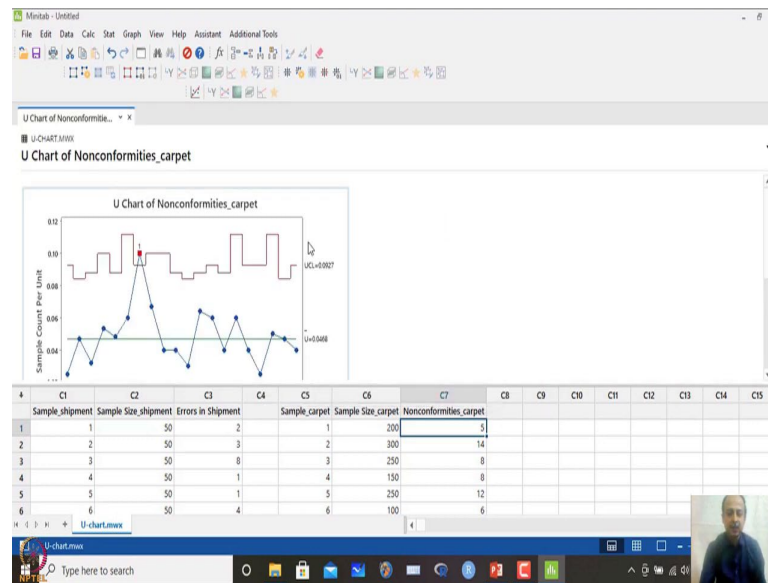 Minitab - Untitled
File Edit Data Calc Stat Graph View Help Assistant Additional Tools
U Chart of Nonconformitie...
U-CHART.MWX
U Chart of Nonconformities_carpet
U Chart of Nonconformities_carpet
0.12
0.10
0.08
0.06
0.04
Sample Count Per Unit
1
UCL=0.0927
U=0.0468
C1 C2 C3 C4 C5 C6 C7 C8 C9 C10 C11 C12 C13 C14 C15
Sample_shipment Sample Size_shipment Errors in Shipment Sample_carpet Sample Size_carpet Nonconformities_carpet
1 1 50 2 1 200 5
2 2 50 3 2 300 14
3 3 50 8 3 250 8
4 4 50 1 4 150 8
5 5 50 1 5 250 12
6 6 50 4 6 100 6
U-chart.mwx
U-chart.mwx
Type here to search
NPTEL